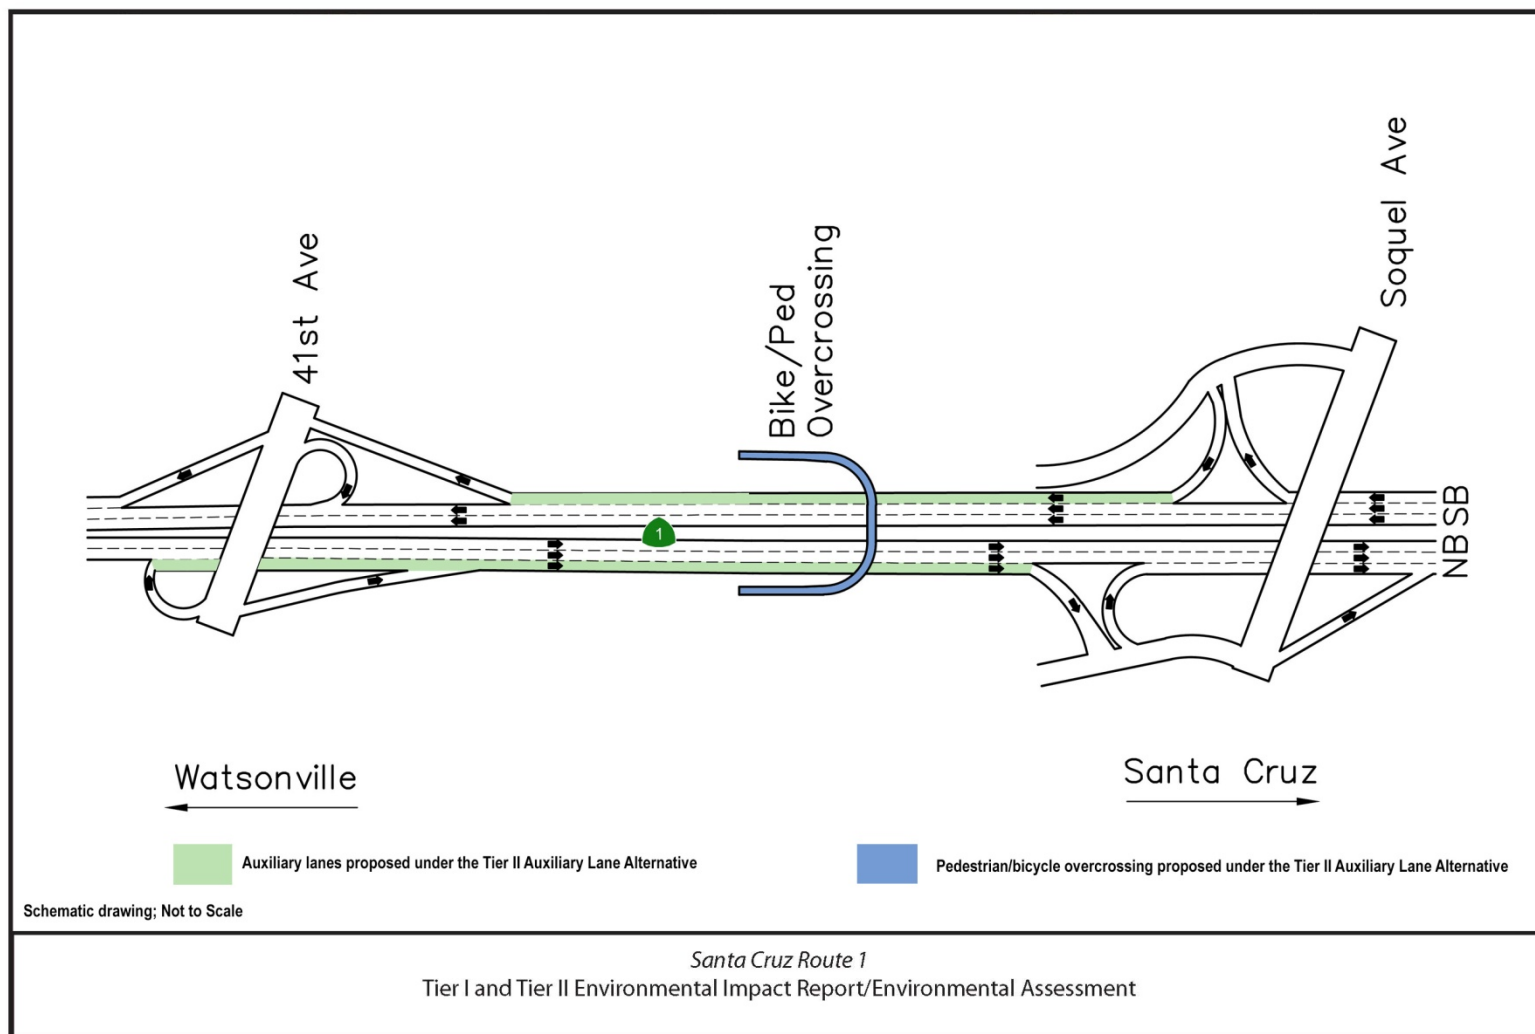 Soquel Ave
41st Ave
Bike/Ped
Overcrossing
SB
NB
1
Watsonville
Santa Cruz
Auxiliary lanes proposed under the Tier II Auxiliary Lane Alternative
Pedestrian/bicycle overcrossing proposed under the Tier II Auxiliary Lane Alternative
Schematic drawing; Not to Scale
Santa Cruz Route 1
Tier I and Tier II Environmental Impact Report/Environmental Assessment